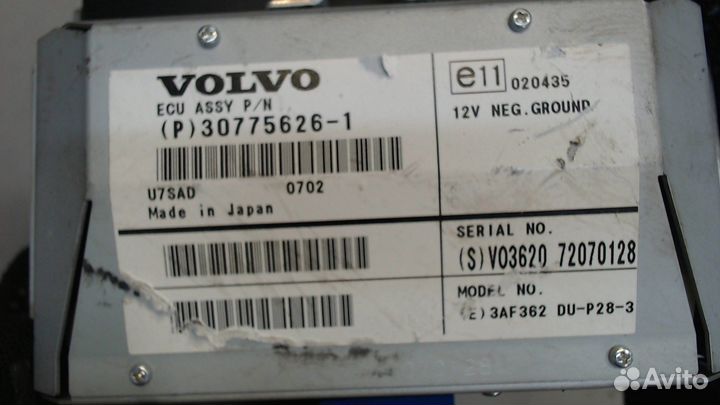 VOLVO
ECU ASSY P/N
(P)30775626-1
U7SAD 0702
Made in Japan
e11 020435
12V NEG.GROUND
SERIAL NO.
(S)V03620 72070128
MODEL NO.
(E)3AF362 DU-P28-3
Avito